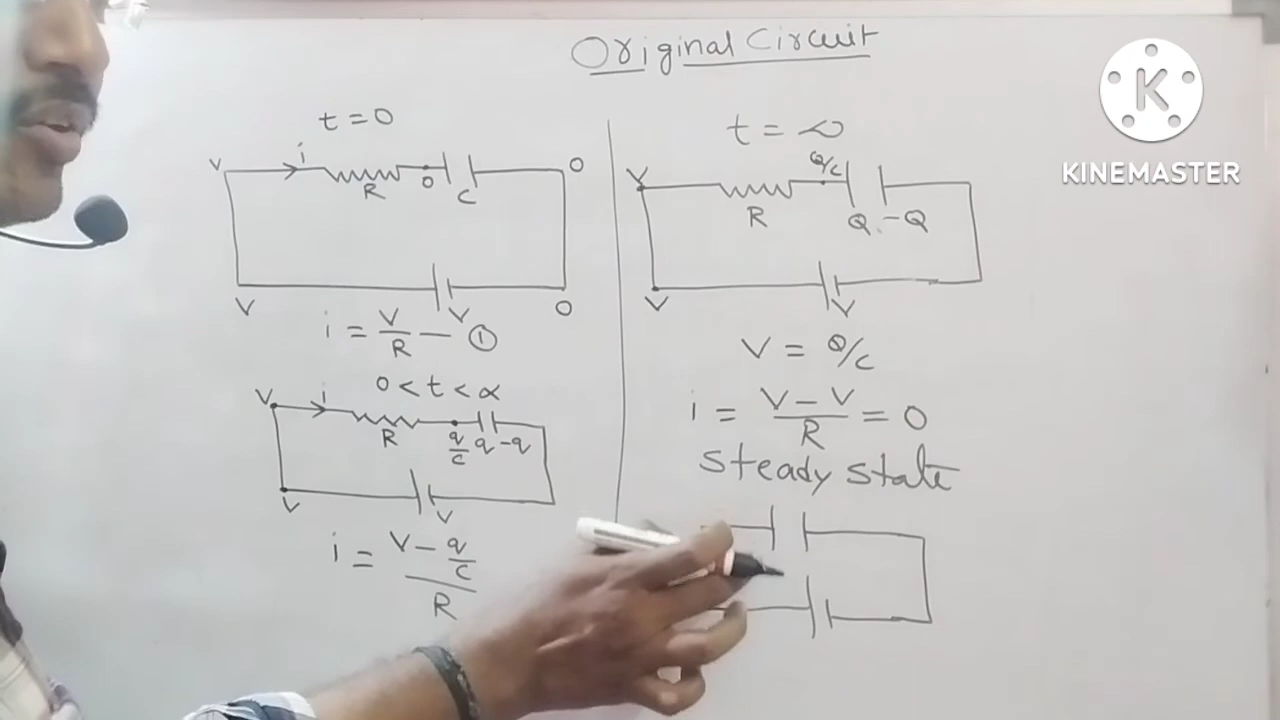 Original Circuit
t = 0
V i R 0 C 0
V V 0
i = V/R — ①
0 < t < α
V i R q/c q -q
V V
i = (V - q/c)/R
t = ∞
V R Q/C Q -Q
V V
V = Q/C
i = (V - V)/R = 0
Steady state
K
KINEMASTER